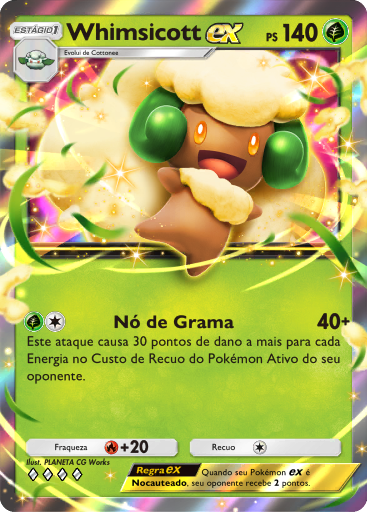 ESTÁGIO 1 Whimsicott ex PS 140
Evolui de Cottonee
Nó de Grama 40+
Este ataque causa 30 pontos de dano a mais para cada
Energia no Custo de Recuo do Pokémon Ativo do seu
oponente.
Fraqueza +20 Recuo
Ilust. PLANETA CG Works
Regra ex Quando seu Pokémon ex é
Nocauteado, seu oponente recebe 2 pontos.